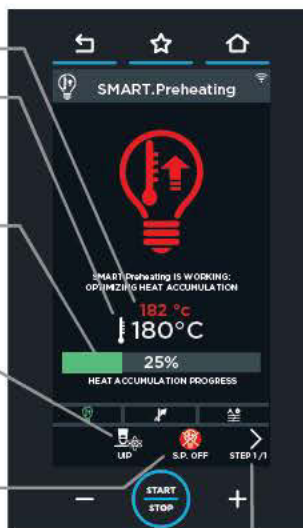 SMART.Preheating
SMART.Preheating IS WORKING:
OPTIMIZING HEAT ACCUMULATION
182 °c
180°C
25%
HEAT ACCUMULATION PROGRESS
UIP
S.P. OFF
STEP 1/1
START
STOP